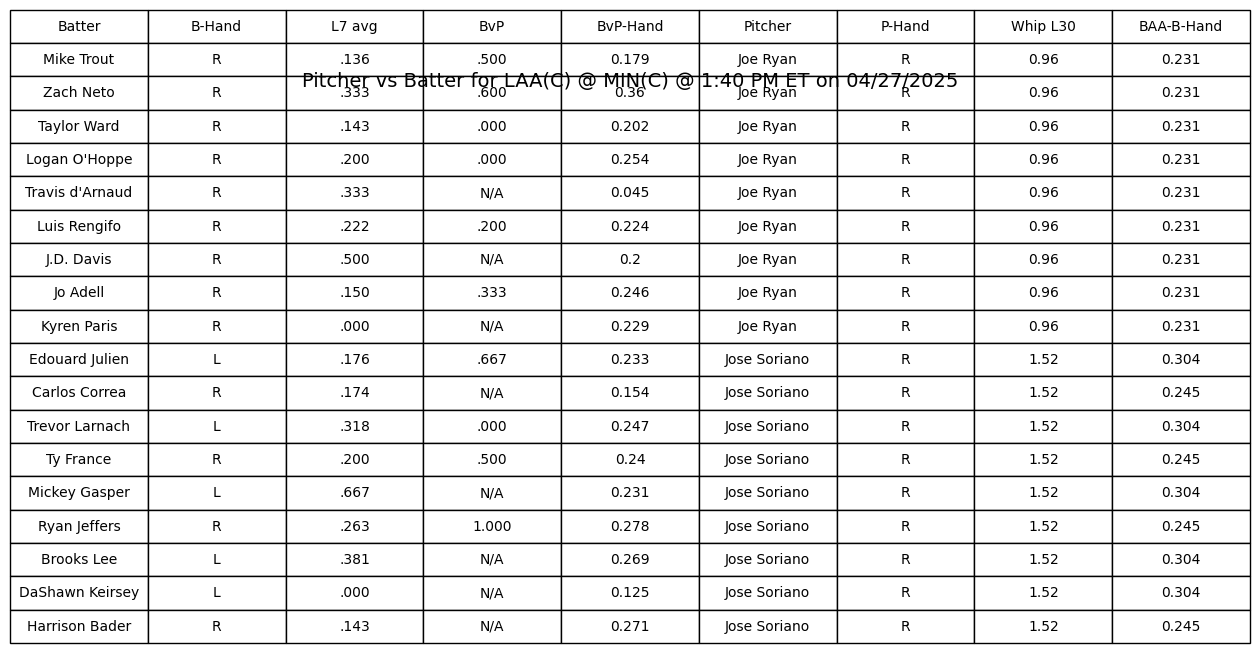 Batter B-Hand L7 avg BvP BvP-Hand Pitcher P-Hand Whip L30 BAA-B-Hand
Mike Trout R .136 .500 0.179 Joe Ryan R 0.96 0.231
Pitcher vs Batter for LAA(C) @ MIN(C) @ 1:40 PM ET on 04/27/2025
Zach Neto R .333 .600 0.36 Joe Ryan R 0.96 0.231
Taylor Ward R .143 .000 0.202 Joe Ryan R 0.96 0.231
Logan O'Hoppe R .200 .000 0.254 Joe Ryan R 0.96 0.231
Travis d'Arnaud R .333 N/A 0.045 Joe Ryan R 0.96 0.231
Luis Rengifo R .222 .200 0.224 Joe Ryan R 0.96 0.231
J.D. Davis R .500 N/A 0.2 Joe Ryan R 0.96 0.231
Jo Adell R .150 .333 0.246 Joe Ryan R 0.96 0.231
Kyren Paris R .000 N/A 0.229 Joe Ryan R 0.96 0.231
Edouard Julien L .176 .667 0.233 Jose Soriano R 1.52 0.304
Carlos Correa R .174 N/A 0.154 Jose Soriano R 1.52 0.245
Trevor Larnach L .318 .000 0.247 Jose Soriano R 1.52 0.304
Ty France R .200 .500 0.24 Jose Soriano R 1.52 0.245
Mickey Gasper L .667 N/A 0.231 Jose Soriano R 1.52 0.304
Ryan Jeffers R .263 1.000 0.278 Jose Soriano R 1.52 0.245
Brooks Lee L .381 N/A 0.269 Jose Soriano R 1.52 0.304
DaShawn Keirsey L .000 N/A 0.125 Jose Soriano R 1.52 0.304
Harrison Bader R .143 N/A 0.271 Jose Soriano R 1.52 0.245